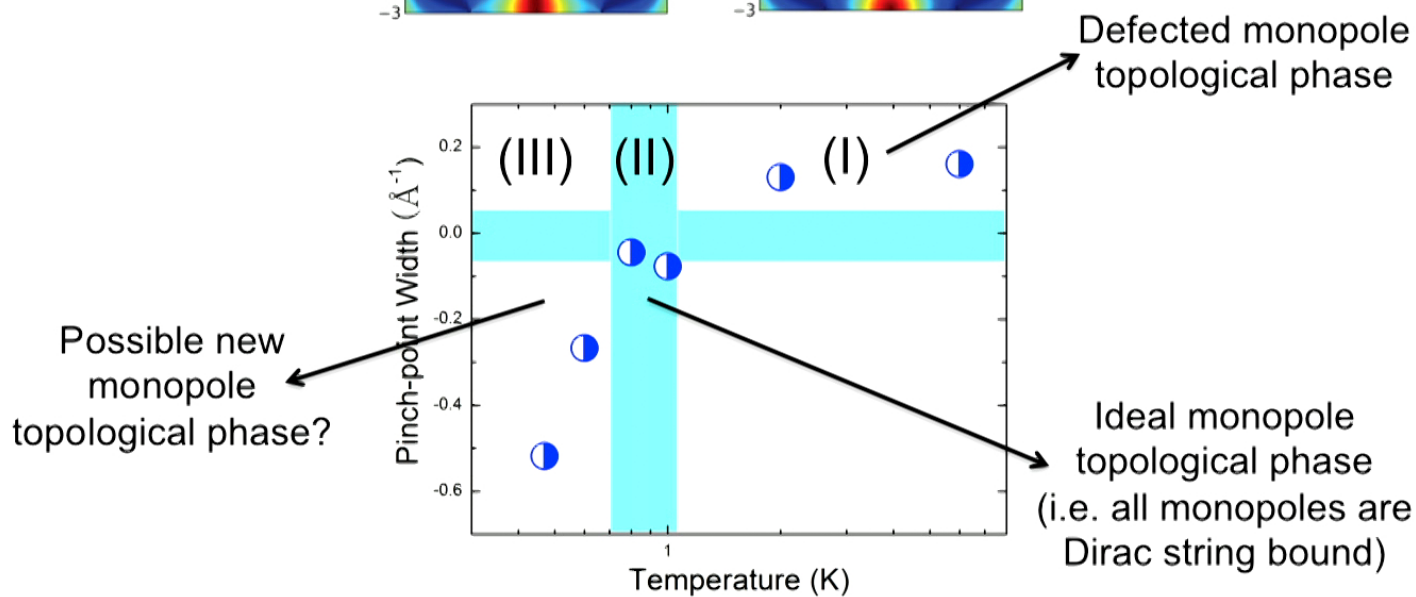 −3
−3
Defected monopole
topological phase
(III)
(II)
(I)
0.2
0.0
-0.2
-0.4
-0.6
Pinch-point Width (Å⁻¹)
1
Temperature (K)
Possible new
monopole
topological phase?
Ideal monopole
topological phase
(i.e. all monopoles are
Dirac string bound)